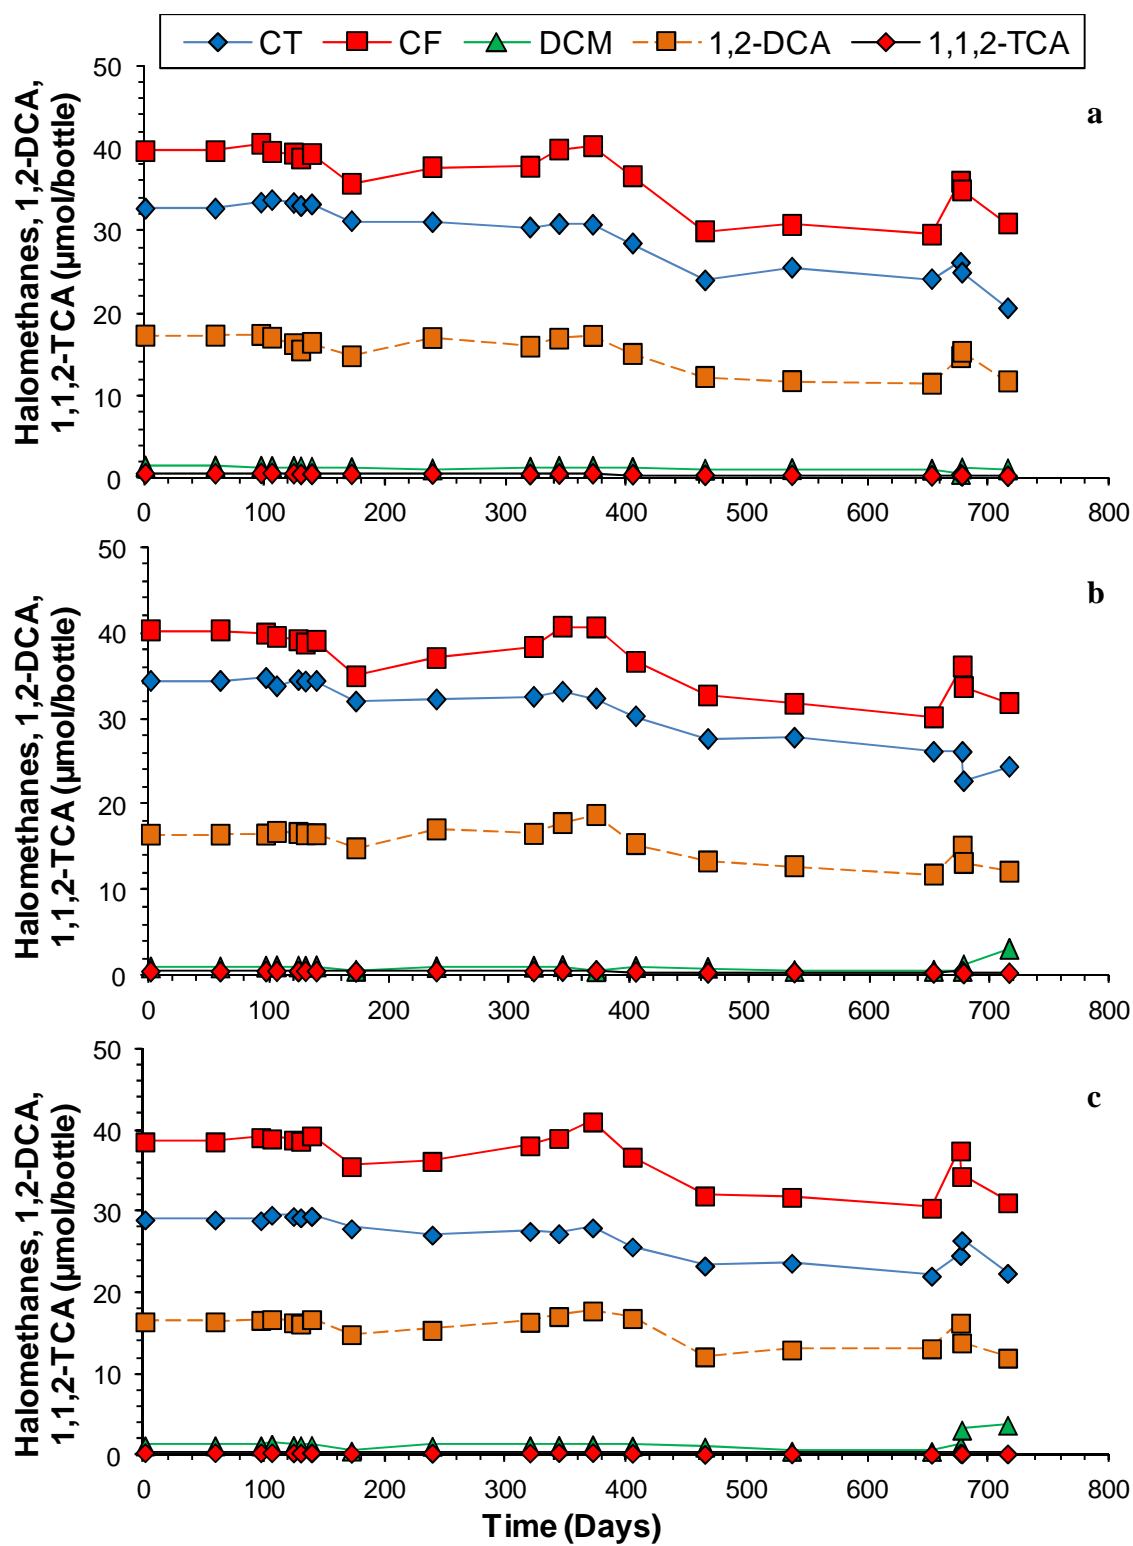 CT CF DCM 1,2-DCA 1,1,2-TCA
Halomethanes, 1,2-DCA,
1,1,2-TCA (µmol/bottle)
50
40
30
20
10
0
a
0 100 200 300 400 500 600 700 800
Halomethanes, 1,2-DCA,
1,1,2-TCA (µmol/bottle)
50
40
30
20
10
0
b
0 100 200 300 400 500 600 700 800
Halomethanes, 1,2-DCA,
1,1,2-TCA (µmol/bottle)
50
40
30
20
10
0
c
0 100 200 300 400 500 600 700 800
Time (Days)